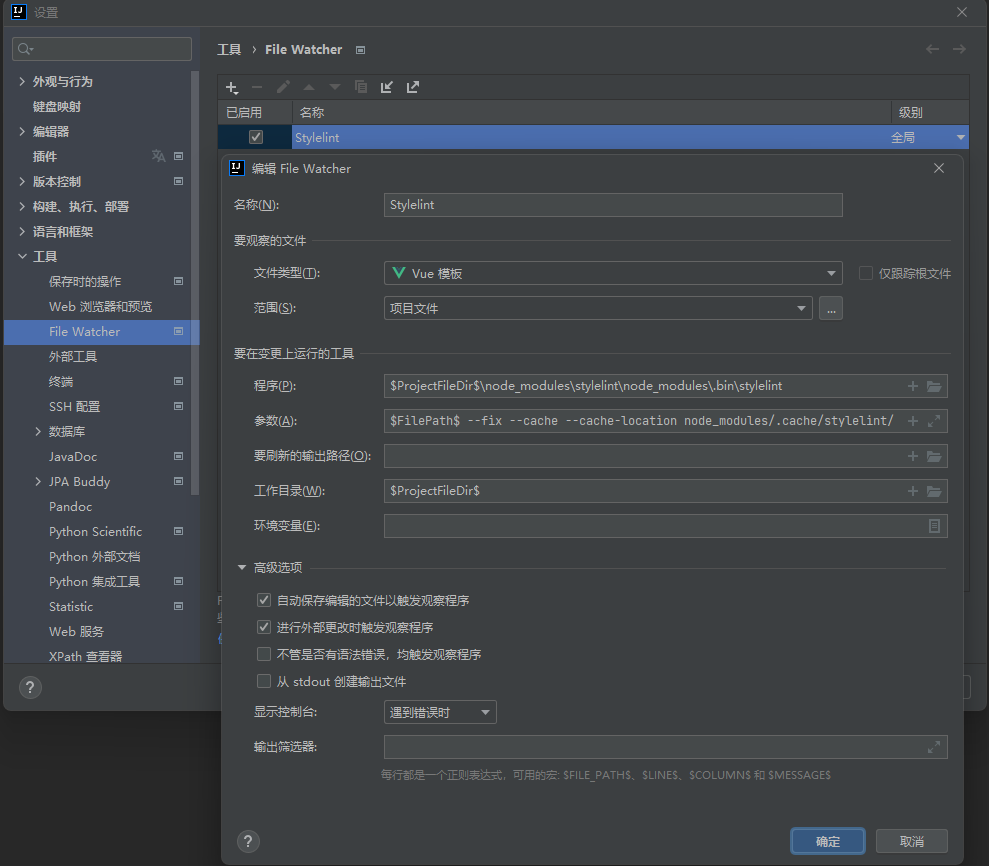 设置
工具 › File Watcher
外观与行为
键盘映射
编辑器
插件
版本控制
构建、执行、部署
语言和框架
工具
保存时的操作
Web 浏览器和预览
File Watcher
外部工具
终端
SSH 配置
数据库
JavaDoc
JPA Buddy
Pandoc
Python Scientific
Python 外部文档
Python 集成工具
Statistic
Web 服务
XPath 查看器
?
已启用 名称 级别
Stylelint 全局
编辑 File Watcher
名称(N): Stylelint
要观察的文件
文件类型(T): Vue 模板 仅跟踪根文件
范围(S): 项目文件 ...
要在变更上运行的工具
程序(P): $ProjectFileDir$\node_modules\stylelint\node_modules\.bin\stylelint
参数(A): $FilePath$ --fix --cache --cache-location node_modules/.cache/stylelint/
要刷新的输出路径(O):
工作目录(W): $ProjectFileDir$
环境变量(E):
高级选项
自动保存编辑的文件以触发观察程序
进行外部更改时触发观察程序
不管是否有语法错误，均触发观察程序
从 stdout 创建输出文件
显示控制台: 遇到错误时
输出筛选器:
每行都是一个正则表达式，可用的宏: $FILE_PATH$、$LINE$、$COLUMN$ 和 $MESSAGE$
? 确定 取消